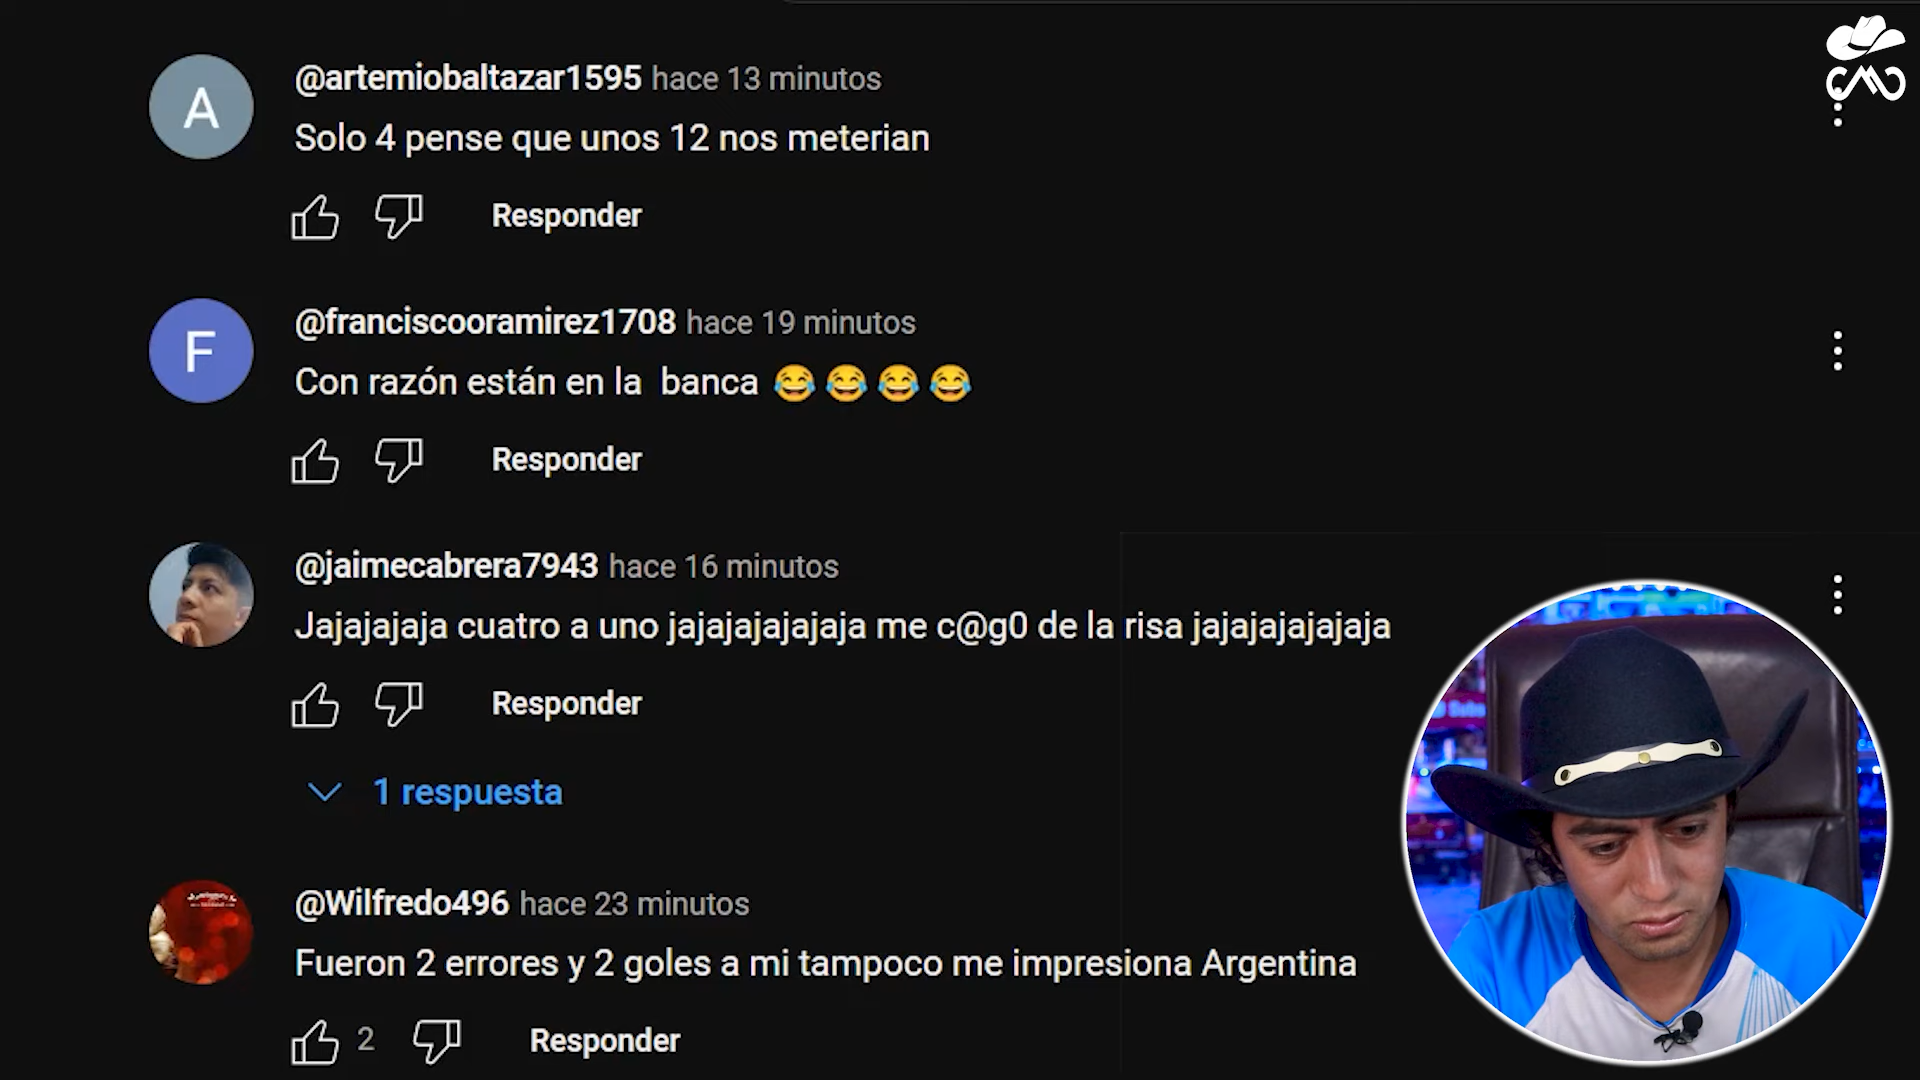 @artemiobaltazar1595 hace 13 minutos
Solo 4 pense que unos 12 nos meterian
Responder
@franciscooramirez1708 hace 19 minutos
Con razón están en la  banca 😂😂😂😂
Responder
@jaimecabrera7943 hace 16 minutos
Jajajajaja cuatro a uno jajajajajajaja me c@g0 de la risa jajajajajajaja
Responder
1 respuesta
@Wilfredo496 hace 23 minutos
Fueron 2 errores y 2 goles a mi tampoco me impresiona Argentina
2
Responder
A
F